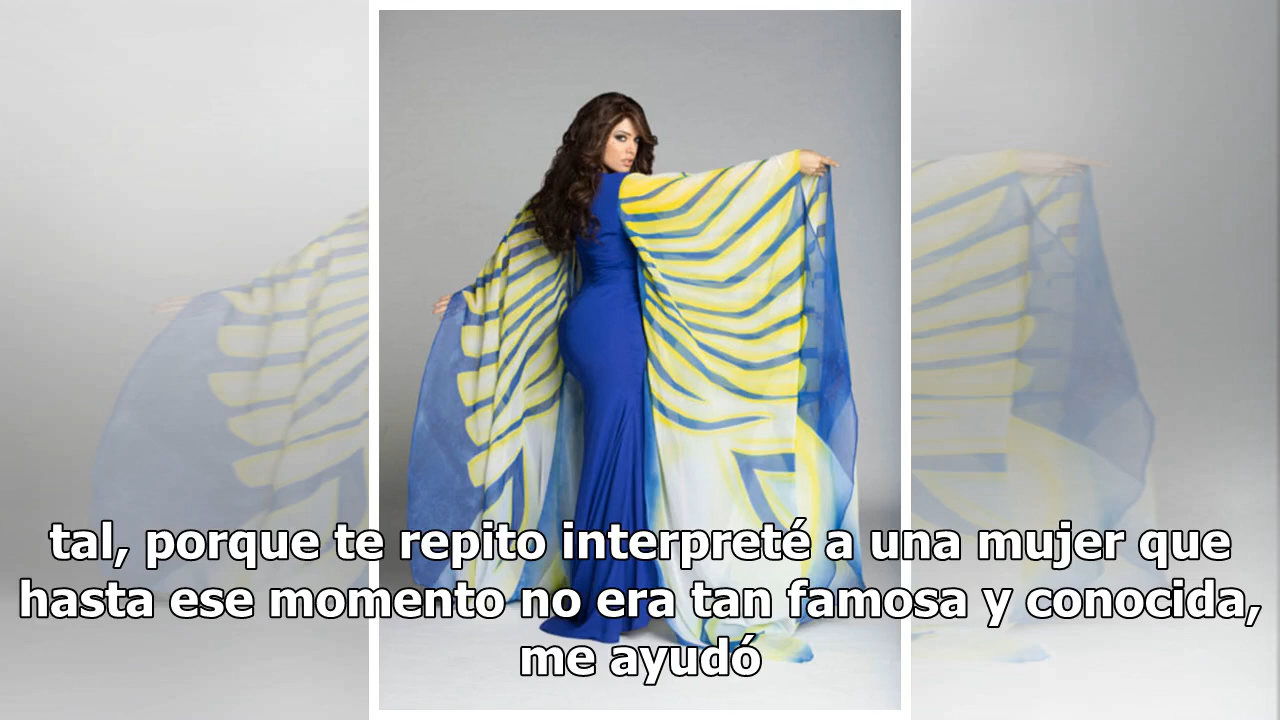 tal, porque te repito interpreté a una mujer que
hasta ese momento no era tan famosa y conocida,
me ayudó